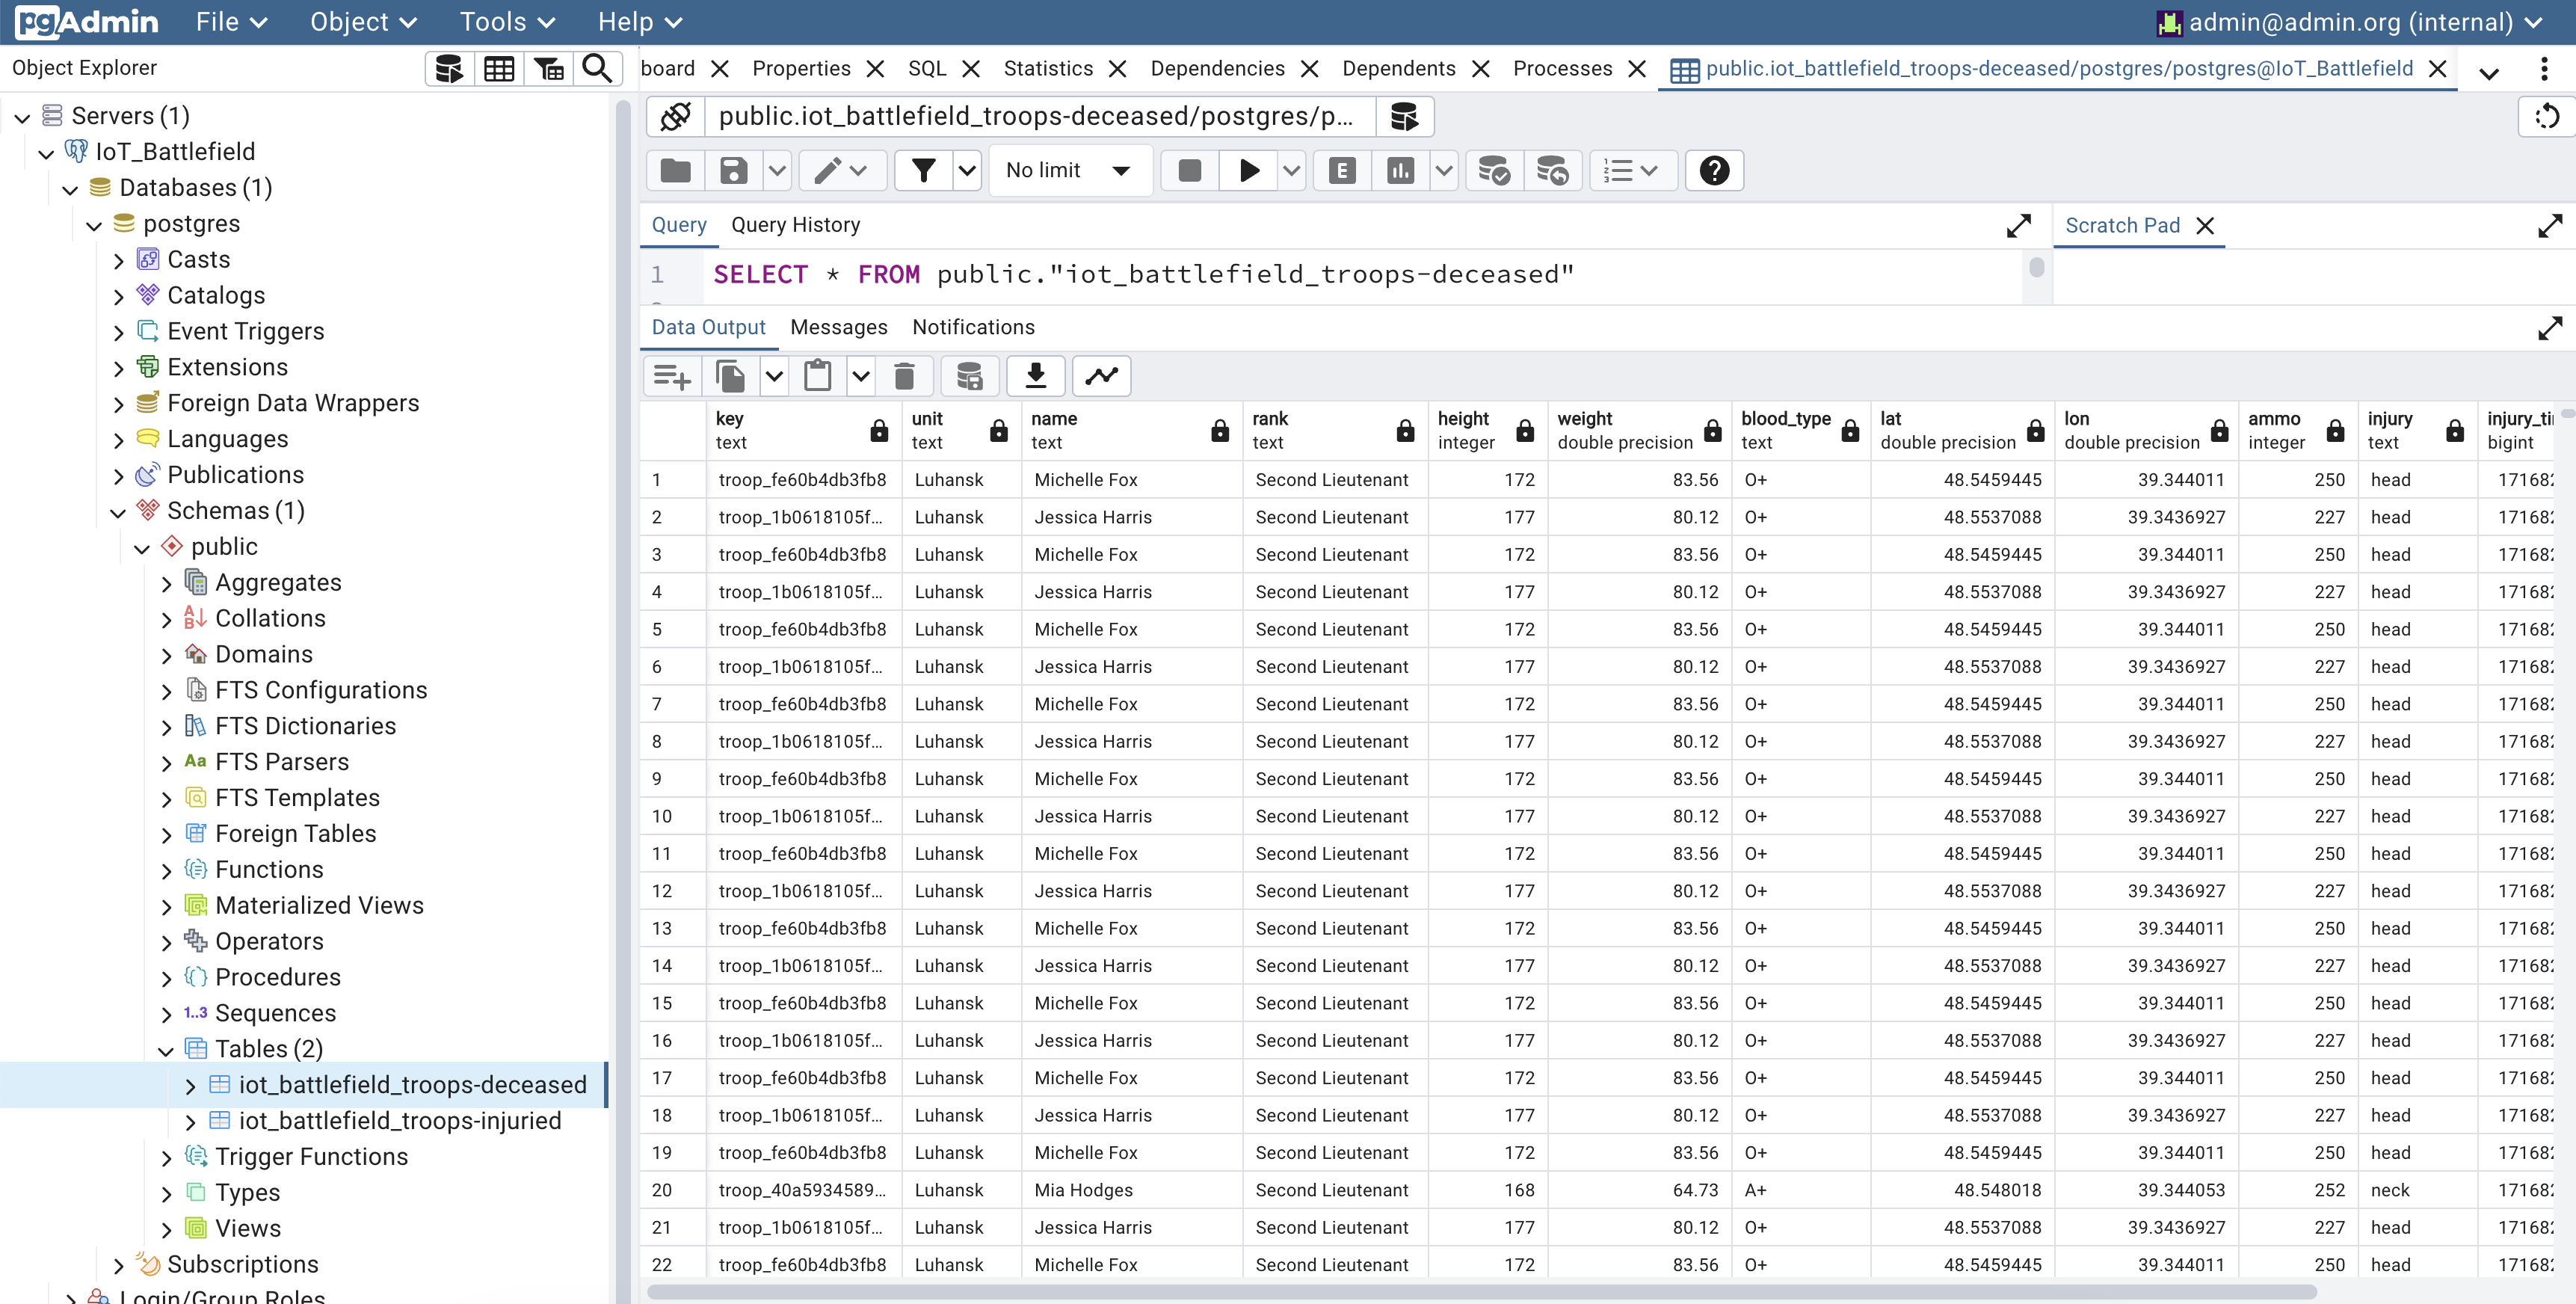 pgAdmin File Object Tools Help admin@admin.org (internal)
Object Explorer
board Properties SQL Statistics Dependencies Dependents Processes public.iot_battlefield_troops-deceased/postgres/postgres@IoT_Battlefield
Servers (1)
IoT_Battlefield
Databases (1)
postgres
Casts
Catalogs
Event Triggers
Extensions
Foreign Data Wrappers
Languages
Publications
Schemas (1)
public
Aggregates
Collations
Domains
FTS Configurations
FTS Dictionaries
Aa FTS Parsers
FTS Templates
Foreign Tables
Functions
Materialized Views
Operators
Procedures
1..3 Sequences
Tables (2)
iot_battlefield_troops-deceased
iot_battlefield_troops-injuried
Trigger Functions
Types
Views
Subscriptions
Login/Group Roles
public.iot_battlefield_troops-deceased/postgres/p...
No limit
E
Query Query History Scratch Pad
1 SELECT * FROM public."iot_battlefield_troops-deceased"
Data Output Messages Notifications
key unit name rank height weight blood_type lat lon ammo injury injury_ti
text text text text integer double precision text double precision double precision integer text bigint
1 troop_fe60b4db3fb8 Luhansk Michelle Fox Second Lieutenant 172 83.56 O+ 48.5459445 39.344011 250 head 17168
2 troop_1b0618105f... Luhansk Jessica Harris Second Lieutenant 177 80.12 O+ 48.5537088 39.3436927 227 head 17168
3 troop_fe60b4db3fb8 Luhansk Michelle Fox Second Lieutenant 172 83.56 O+ 48.5459445 39.344011 250 head 17168
4 troop_1b0618105f... Luhansk Jessica Harris Second Lieutenant 177 80.12 O+ 48.5537088 39.3436927 227 head 17168
5 troop_fe60b4db3fb8 Luhansk Michelle Fox Second Lieutenant 172 83.56 O+ 48.5459445 39.344011 250 head 17168
6 troop_1b0618105f... Luhansk Jessica Harris Second Lieutenant 177 80.12 O+ 48.5537088 39.3436927 227 head 17168
7 troop_fe60b4db3fb8 Luhansk Michelle Fox Second Lieutenant 172 83.56 O+ 48.5459445 39.344011 250 head 17168
8 troop_1b0618105f... Luhansk Jessica Harris Second Lieutenant 177 80.12 O+ 48.5537088 39.3436927 227 head 17168
9 troop_fe60b4db3fb8 Luhansk Michelle Fox Second Lieutenant 172 83.56 O+ 48.5459445 39.344011 250 head 17168
10 troop_1b0618105f... Luhansk Jessica Harris Second Lieutenant 177 80.12 O+ 48.5537088 39.3436927 227 head 17168
11 troop_fe60b4db3fb8 Luhansk Michelle Fox Second Lieutenant 172 83.56 O+ 48.5459445 39.344011 250 head 17168
12 troop_1b0618105f... Luhansk Jessica Harris Second Lieutenant 177 80.12 O+ 48.5537088 39.3436927 227 head 17168
13 troop_fe60b4db3fb8 Luhansk Michelle Fox Second Lieutenant 172 83.56 O+ 48.5459445 39.344011 250 head 17168
14 troop_1b0618105f... Luhansk Jessica Harris Second Lieutenant 177 80.12 O+ 48.5537088 39.3436927 227 head 17168
15 troop_fe60b4db3fb8 Luhansk Michelle Fox Second Lieutenant 172 83.56 O+ 48.5459445 39.344011 250 head 17168
16 troop_1b0618105f... Luhansk Jessica Harris Second Lieutenant 177 80.12 O+ 48.5537088 39.3436927 227 head 17168
17 troop_fe60b4db3fb8 Luhansk Michelle Fox Second Lieutenant 172 83.56 O+ 48.5459445 39.344011 250 head 17168
18 troop_1b0618105f... Luhansk Jessica Harris Second Lieutenant 177 80.12 O+ 48.5537088 39.3436927 227 head 17168
19 troop_fe60b4db3fb8 Luhansk Michelle Fox Second Lieutenant 172 83.56 O+ 48.5459445 39.344011 250 head 17168
20 troop_40a5934589... Luhansk Mia Hodges Second Lieutenant 168 64.73 A+ 48.548018 39.344053 252 neck 17168
21 troop_1b0618105f... Luhansk Jessica Harris Second Lieutenant 177 80.12 O+ 48.5537088 39.3436927 227 head 17168
22 troop_fe60b4db3fb8 Luhansk Michelle Fox Second Lieutenant 172 83.56 O+ 48.5459445 39.344011 250 head 17168